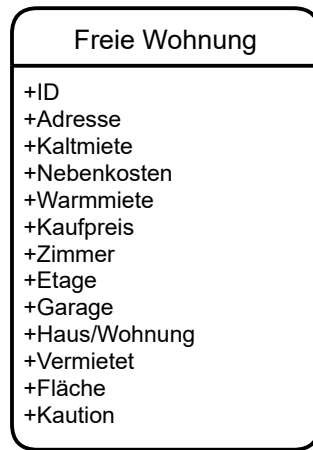 Freie Wohnung
+ID
+Adresse
+Kaltmiete
+Nebenkosten
+Warmmiete
+Kaufpreis
+Zimmer
+Etage
+Garage
+Haus/Wohnung
+Vermietet
+Fläche
+Kaution